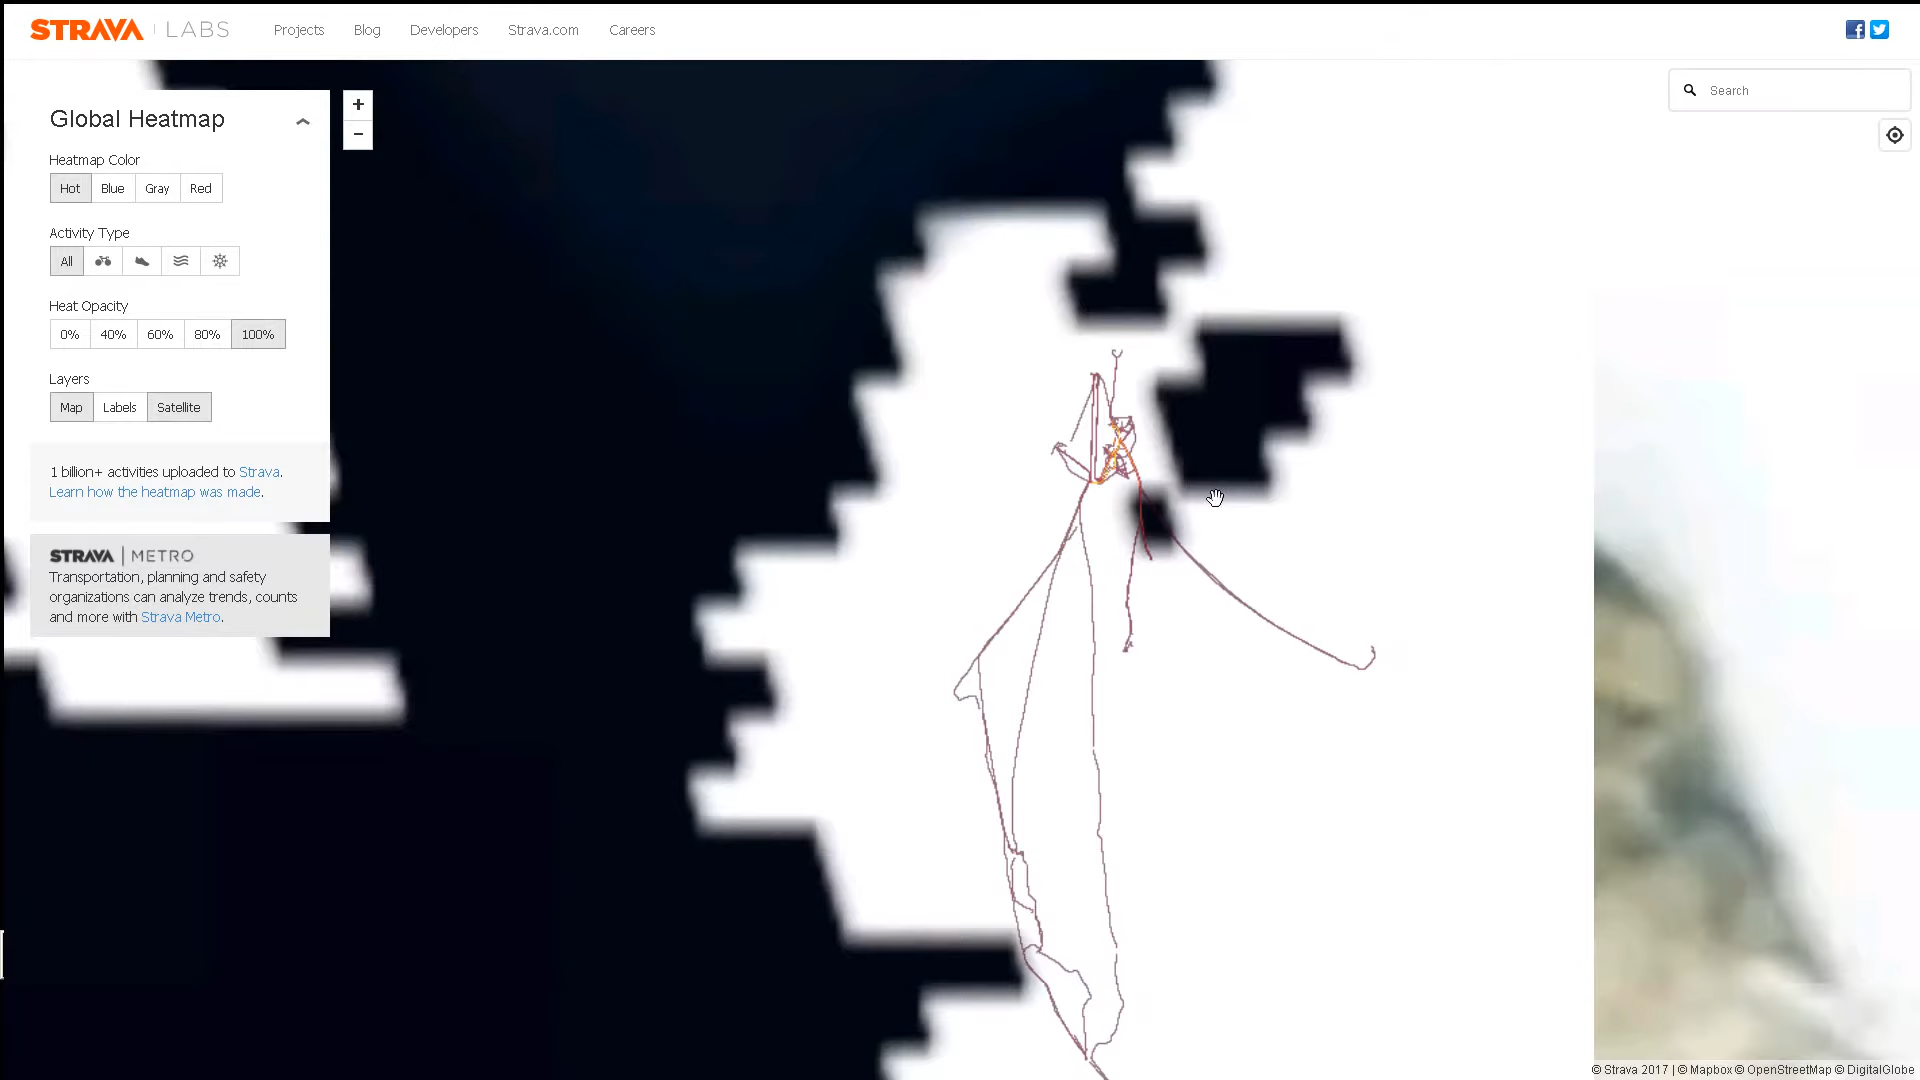 STRAVA | LABS
Projects
Blog
Developers
Strava.com
Careers
Search
Global Heatmap
Heatmap Color
Hot Blue Gray Red
Activity Type
All
Heat Opacity
0% 40% 60% 80% 100%
Layers
Map Labels Satellite
1 billion+ activities uploaded to Strava.
Learn how the heatmap was made.
STRAVA | METRO
Transportation, planning and safety
organizations can analyze trends, counts
and more with Strava Metro.
© Strava 2017 | © Mapbox © OpenStreetMap © DigitalGlobe